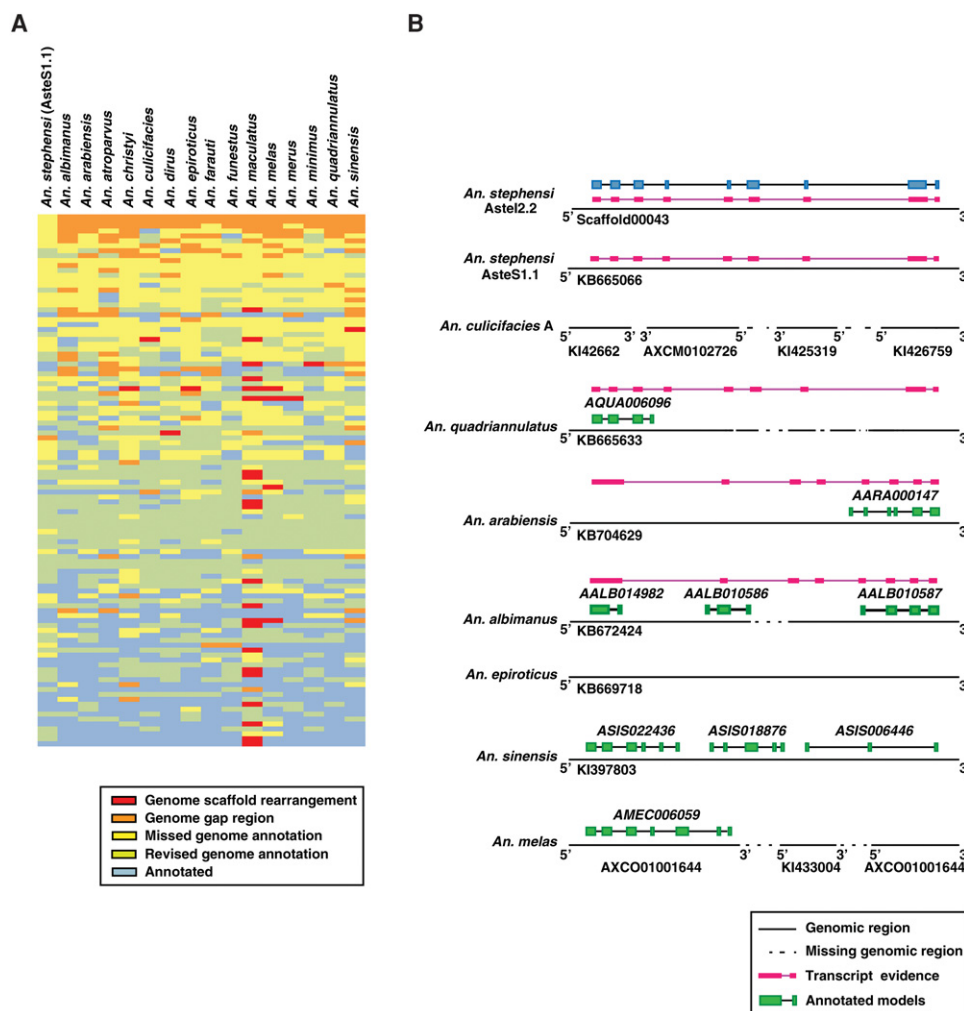 A
B
An. stephensi (AsteS1.1)
An. albimanus
An. arabiensis
An. atroparvus
An. christyi
An. culicifacies
An. dirus
An. epiroticus
An. farauti
An. funestus
An. maculatus
An. melas
An. merus
An. minimus
An. quadriannulatus
An. sinensis
Genome scaffold rearrangement
Genome gap region
Missed genome annotation
Revised genome annotation
Annotated
An. stephensi
AsteI2.2
5’ 3’
Scaffold00043
An. stephensi
AsteS1.1
5’ 3’
KB665066
An. culicifacies A
5’ 3’ 3’ 5’ 3’ 5’ 5’ 3’
KI42662 AXCM0102726 KI425319 KI426759
AQUA006096
An. quadriannulatus
5’ 3’
KB665633
AARA000147
An. arabiensis
5’ 3’
KB704629
AALB014982 AALB010586 AALB010587
An. albimanus
5’ 3’
KB672424
An. epiroticus
5’ 3’
KB669718
ASIS022436 ASIS018876 ASIS006446
An. sinensis
5’ 3’
KI397803
AMEC006059
An. melas
5’ 3’ 5’ 3’ 5’ 3’
AXCO01001644 KI433004 AXCO01001644
Genomic region
Missing genomic region
Transcript evidence
Annotated models